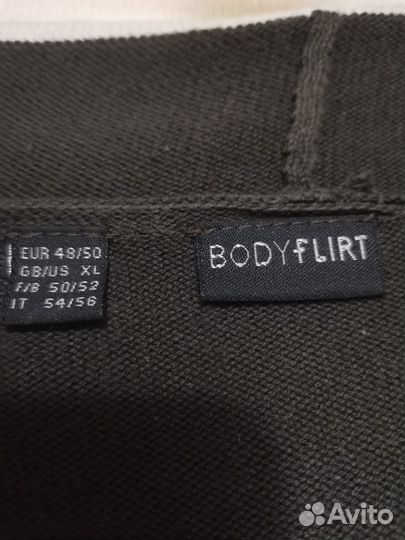 EUR 48/50
GB/US XL
F/B 50/52
IT 54/56
BODYFLIRT
Avito